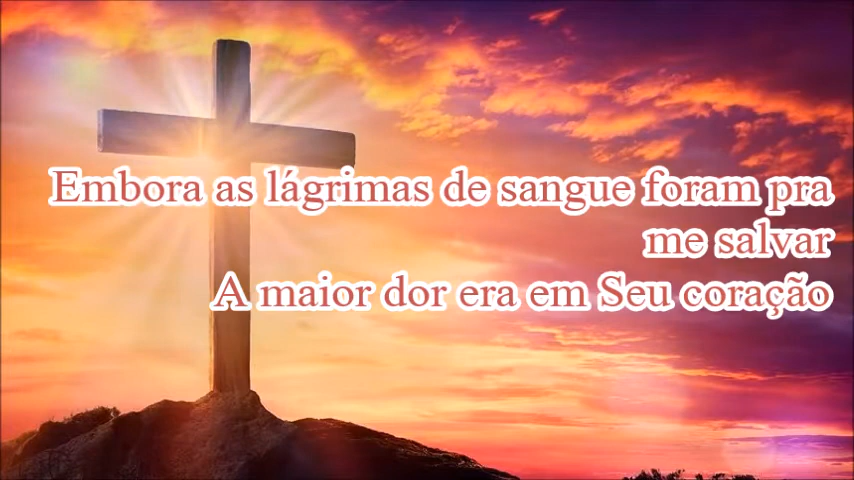 Embora as lágrimas de sangue foram pra
me salvar
A maior dor era em Seu coração